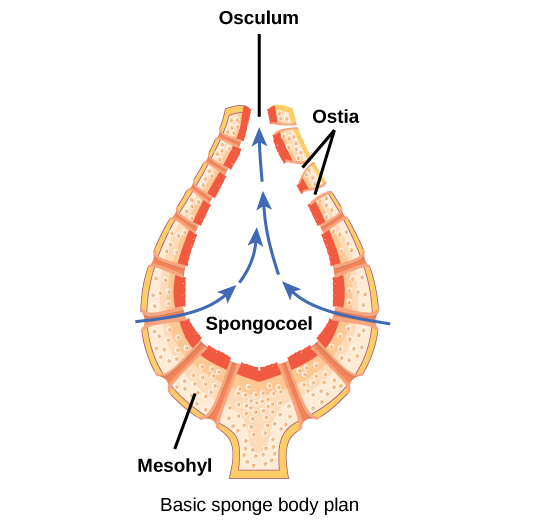 Osculum
Ostia
Spongocoel
Mesohyl
Basic sponge body plan